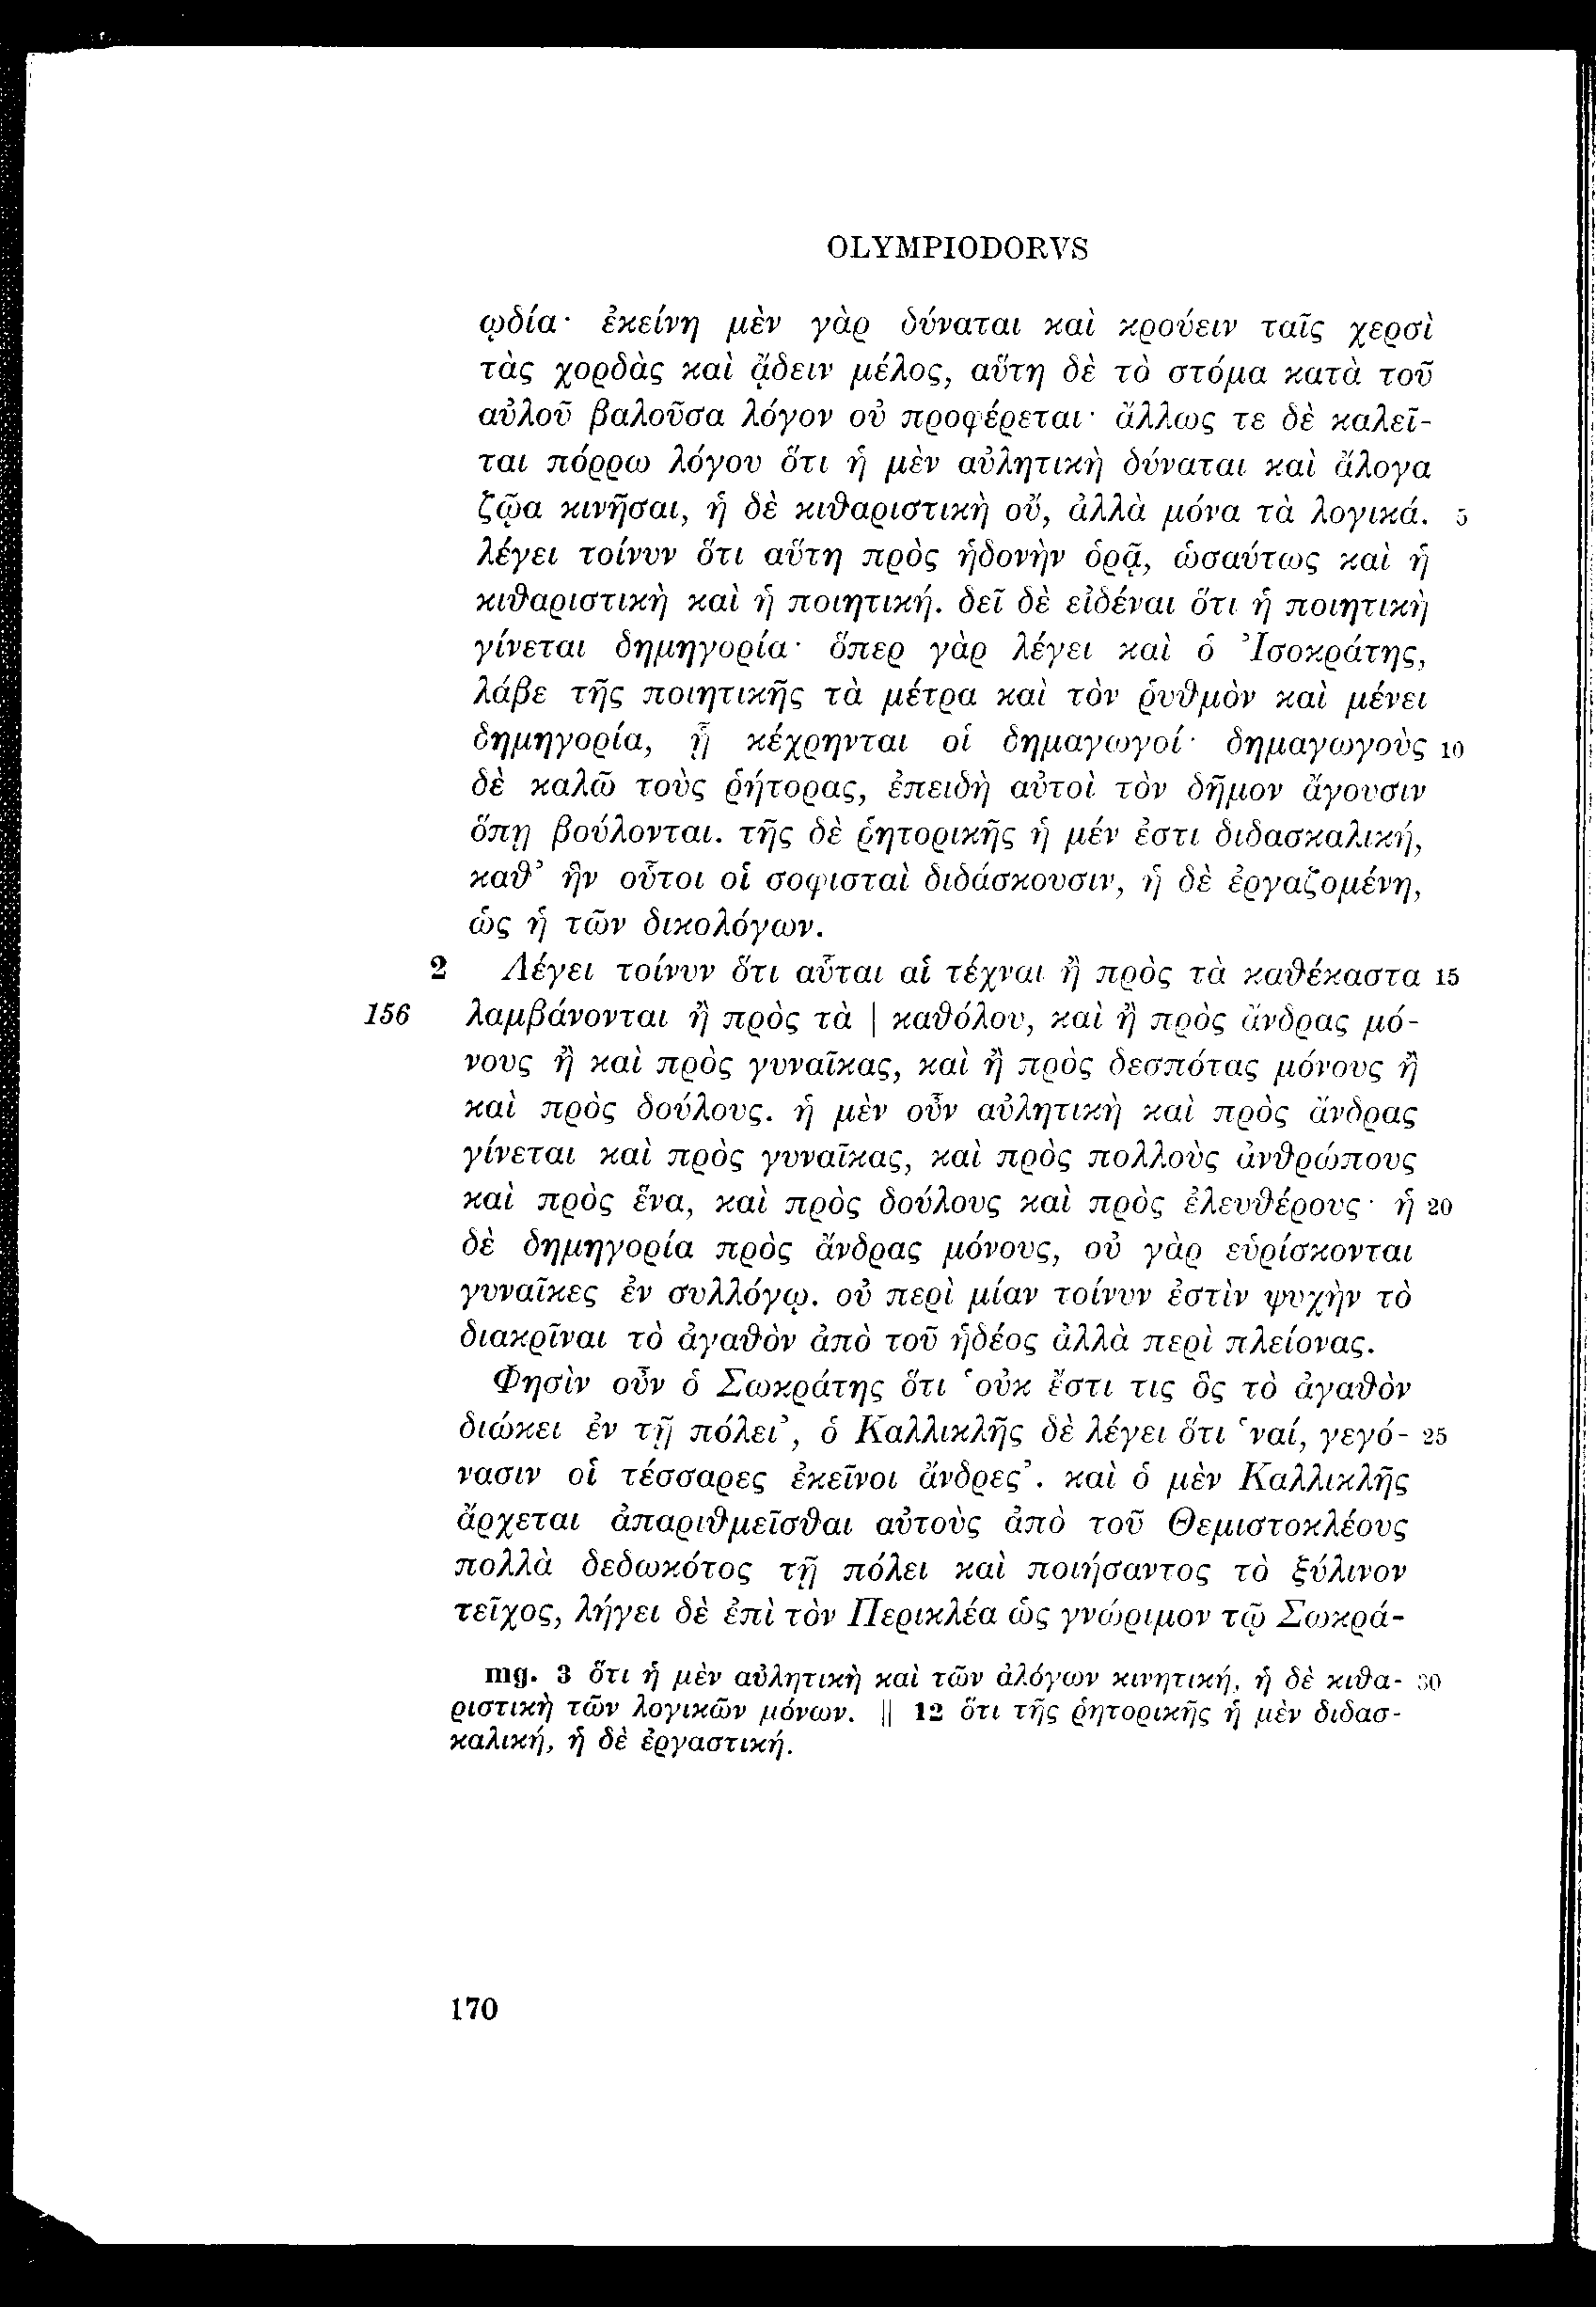 OLYMPIODORVS
ῳδία· ἐκείνη μὲν γὰρ δύναται καὶ κρούειν ταῖς χερσὶ
τὰς χορδὰς καὶ ᾄδειν μέλος, αὕτη δὲ τὸ στόμα κατὰ τοῦ
αὐλοῦ βαλοῦσα λόγον οὐ προφέρεται· ἄλλως τε δὲ καλεῖ-
ται πόρρω λόγου ὅτι ἡ μὲν αὐλητικὴ δύναται καὶ ἄλογα
ζῷα κινῆσαι, ἡ δὲ κιθαριστικὴ οὔ, ἀλλὰ μόνα τὰ λογικά. 5
λέγει τοίνυν ὅτι αὕτη πρὸς ἡδονὴν ὁρᾷ, ὡσαύτως καὶ ἡ
κιθαριστικὴ καὶ ἡ ποιητική. δεῖ δὲ εἰδέναι ὅτι ἡ ποιητικὴ
γίνεται δημηγορία· ὅπερ γὰρ λέγει καὶ ὁ Ἰσοκράτης,
λάβε τῆς ποιητικῆς τὰ μέτρα καὶ τὸν ῥυθμὸν καὶ μένει
δημηγορία, ᾗ κέχρηνται οἱ δημαγωγοί· δημαγωγοὺς 10
δὲ καλῶ τοὺς ῥήτορας, ἐπειδὴ αὐτοὶ τὸν δῆμον ἄγουσιν
ὅπῃ βούλονται. τῆς δὲ ῥητορικῆς ἡ μέν ἐστι διδασκαλική,
καθ’ ἣν οὗτοι οἱ σοφισταὶ διδάσκουσιν, ἡ δὲ ἐργαζομένη,
ὡς ἡ τῶν δικολόγων.
2 Λέγει τοίνυν ὅτι αὗται αἱ τέχναι ἢ πρὸς τὰ καθέκαστα 15
156 λαμβάνονται ἢ πρὸς τὰ | καθόλου, καὶ ἢ πρὸς ἄνδρας μό-
νους ἢ καὶ πρὸς γυναῖκας, καὶ ἢ πρὸς δεσπότας μόνους ἢ
καὶ πρὸς δούλους. ἡ μὲν οὖν αὐλητικὴ καὶ πρὸς ἄνδρας
γίνεται καὶ πρὸς γυναῖκας, καὶ πρὸς πολλοὺς ἀνθρώπους
καὶ πρὸς ἕνα, καὶ πρὸς δούλους καὶ πρὸς ἐλευθέρους· ἡ 20
δὲ δημηγορία πρὸς ἄνδρας μόνους, οὐ γὰρ εὑρίσκονται
γυναῖκες ἐν συλλόγῳ. οὐ περὶ μίαν τοίνυν ἐστὶν ψυχὴν τὸ
διακρῖναι τὸ ἀγαθὸν ἀπὸ τοῦ ἡδέος ἀλλὰ περὶ πλείονας.
Φησὶν οὖν ὁ Σωκράτης ὅτι ‘οὐκ ἔστι τις ὃς τὸ ἀγαθὸν
διώκει ἐν τῇ πόλει’, ὁ Καλλικλῆς δὲ λέγει ὅτι ‘ναί, γεγό- 25
νασιν οἱ τέσσαρες ἐκεῖνοι ἄνδρες’. καὶ ὁ μὲν Καλλικλῆς
ἄρχεται ἀπαριθμεῖσθαι αὐτοὺς ἀπὸ τοῦ Θεμιστοκλέους
πολλὰ δεδωκότος τῇ πόλει καὶ ποιήσαντος τὸ ξύλινον
τεῖχος, λήγει δὲ ἐπὶ τὸν Περικλέα ὡς γνώριμον τῷ Σωκρά-
mg. 3 ὅτι ἡ μὲν αὐλητικὴ καὶ τῶν ἀλόγων κινητική, ἡ δὲ κιθα- 30
ριστικὴ τῶν λογικῶν μόνων. || 12 ὅτι τῆς ῥητορικῆς ἡ μὲν διδασ-
καλική, ἡ δὲ ἐργαστική.
170